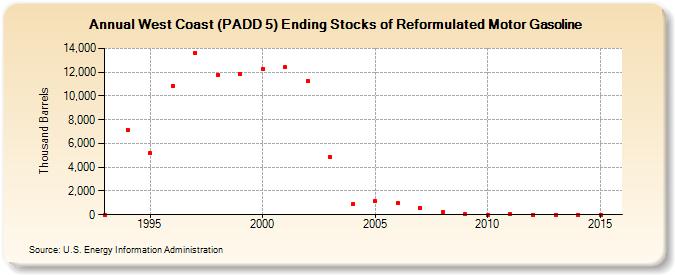 Annual West Coast (PADD 5) Ending Stocks of Reformulated Motor Gasoline
Thousand Barrels
14,000
12,000
10,000
8,000
6,000
4,000
2,000
0
1995 2000 2005 2010 2015
Source: U.S. Energy Information Administration